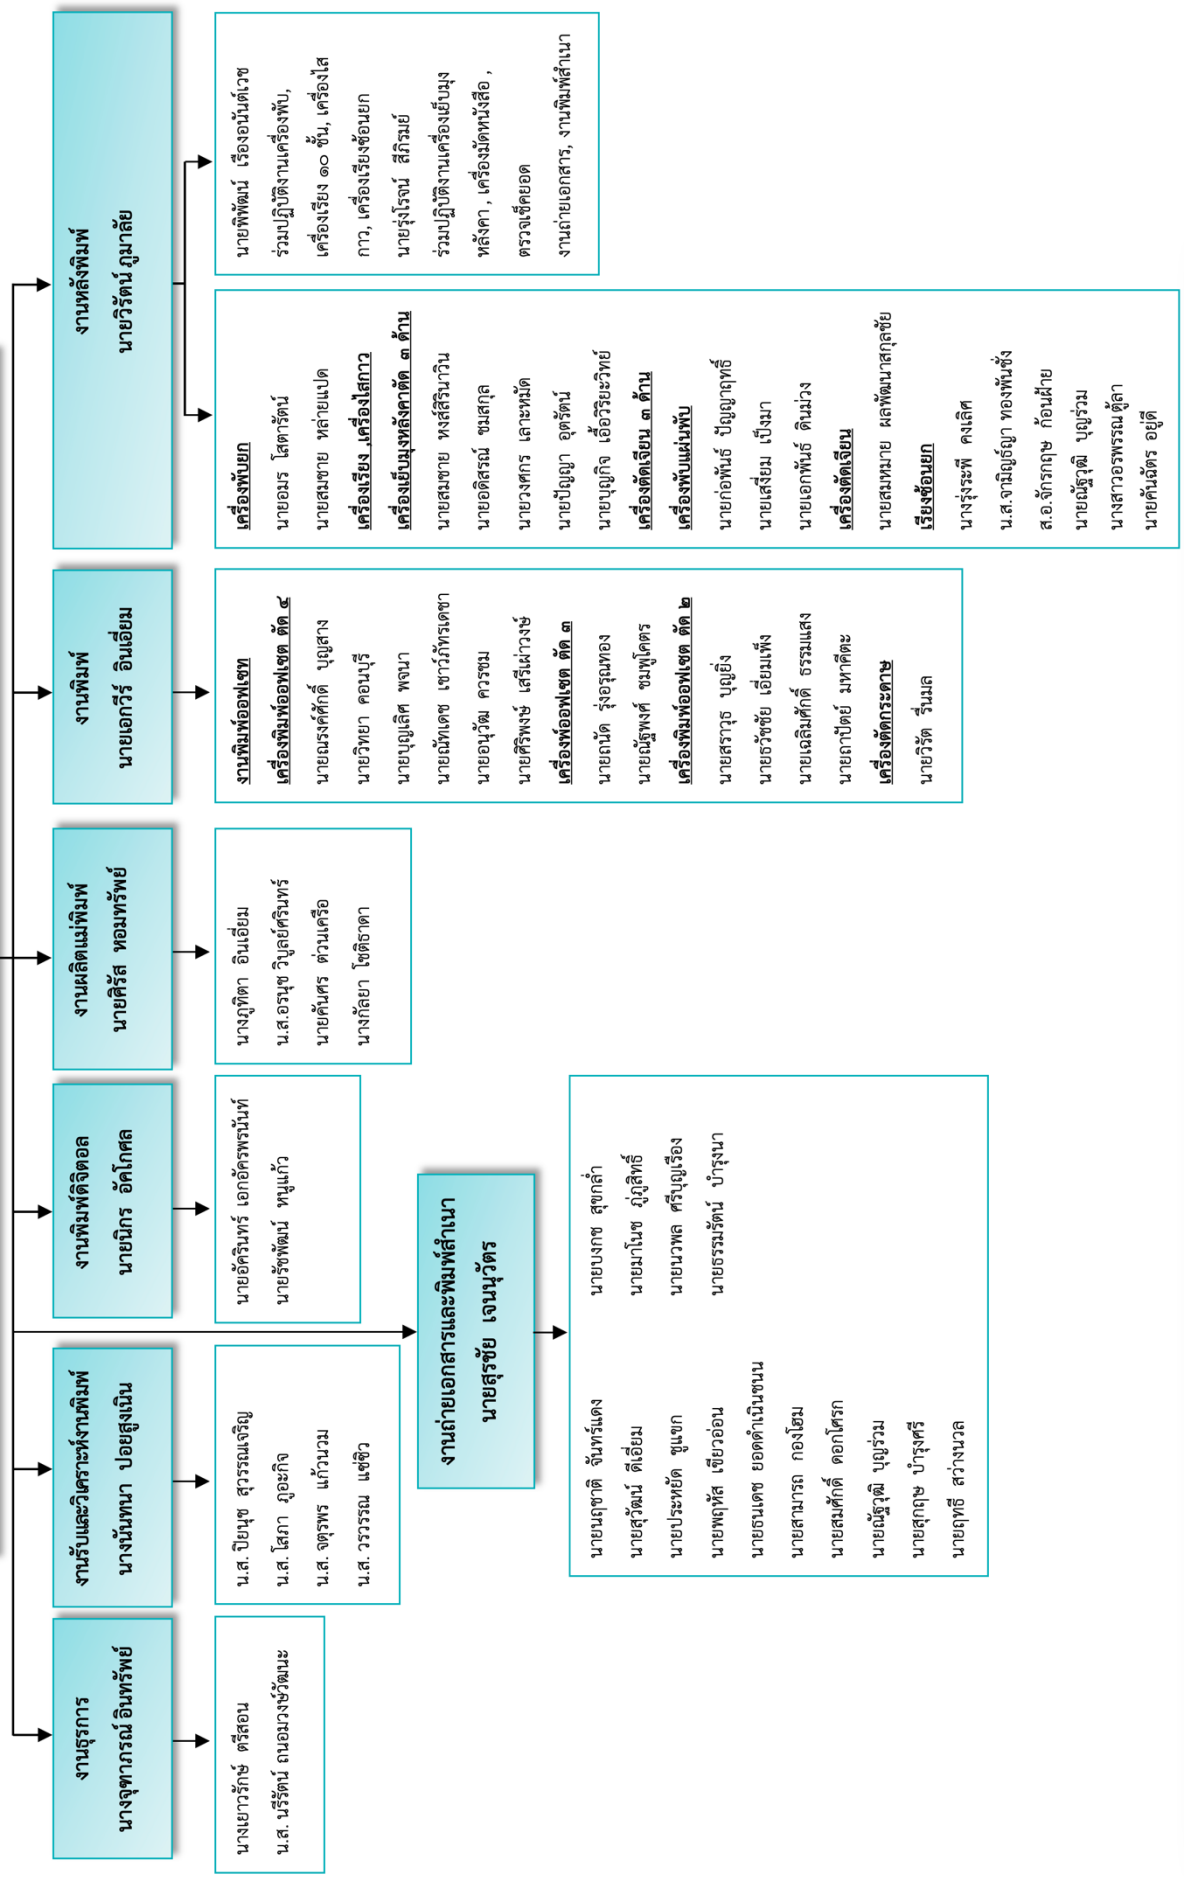 งานธุรการ
นางจุฑาภรณ์ อินทรัพย์
นางเยาวรักษ์ ตรีสอน
น.ส. นรีรัตน์ ถนอมวงษ์วัฒนะ
งานรับและวิเคราะห์งานพิมพ์
นางนันทนา ปอยสูงเนิน
น.ส. ปิยนุช สุวรรณเจริญ
น.ส. โสภา ภูอะกิจ
น.ส. จตุรพร แก้วนวม
น.ส. วรวรรณ แซ่ซิว
งานพิมพ์ดิจิตอล
นายนิกร อัคโกศล
นายอัครินทร์ เอกอัครพรนันท์
นายรัชพัฒน์ หนูแก้ว
งานถ่ายเอกสารและพิมพ์สำเนา
นายสุรชัย เจนนุวัตร
นายนฤชาติ จันทร์แดง
นายสุวัฒน์ ดีเอี่ยม
นายประหยัด ชูแขก
นายพฤหัส เขียวอ่อน
นายธนเดช ยอดดำเนินชนน
นายสามารถ กองโฮม
นายสมศักดิ์ ดอกโศรก
นายณัฐวุฒิ บุญร่วม
นายสุกฤษ บำรุงศรี
นายฤทธิ์ สว่างนวล
นายบงกช สุขกล่ำ
นายมาโนช ภู่ภูสิทธิ์
นายนวพล ศรีบุญเรือง
นายธรรมรัตน์ บำรุงนา
งานผลิตแม่พิมพ์
นายศิรัส หอมทรัพย์
นางภูทิตา อินเอี่ยม
น.ส.อรนุช วิบูลย์ศรินทร์
นายคันศร ต่วนเครือ
นางกัลยา โชติธาดา
งานพิมพ์
นายเอกวีร์ อินเอี่ยม
งานพิมพ์ออฟเซท
เครื่องพิมพ์ออฟเซต ตัด ๔
นายณรงค์ศักดิ์ บุญสาง
นายวิทยา คอนบุรี
นายบุญเลิศ พจนา
นายณัทเดช เชาว์ภัทรเดชา
นายอนุวัฒ ควรชม
นายศิริพงษ์ เสรีเผ่าวงษ์
เครื่องพ์ออฟเซต ตัด ๓
นายถนัด รุ่งอรุณทอง
นายณัฐพงศ์ ชมพูโคตร
เครื่องพิมพ์ออฟเซต ตัด ๒
นายสราวุธ บุญยิ่ง
นายธวัชชัย เอี่ยมเพ็ง
นายเฉลิมศักดิ์ ธรรมแสง
นายถาปัตย์ มหาคีตะ
เครื่องตัดกระดาษ
นายวิรัต รื่นมล
งานหลังพิมพ์
นายวิรัตน์ ภูมาลัย
เครื่องพับยก
นายอมร โสดารัตน์
นายสมชาย หล่ายแปด
เครื่องเรียง ,เครื่องไสกาว
เครื่องเย็บมุงหลังคาตัด ๓ ด้าน
นายสมชาย หงส์สิรินาวิน
นายอดิสรณ์ ชมสกุล
นายวงศกร เลาะหมัด
นายปัญญา อุตรัตน์
นายบุญกิจ เอื้อวิริยะวิทย์
เครื่องตัดเจียน ๓ ด้าน
เครื่องพับแผ่นพับ
นายก่อพันธ์ ปัญญาฤทธิ์
นายเสงี่ยม เป็งมา
นายเอกพันธ์ ดินม่วง
เครื่องตัดเจียน
นายสมหมาย ผลพัฒนาสกุลชัย
เรียงซ้อนยก
นางรุ่งระพี คงเลิศ
น.ส.จามิญธ์ญา ทองพันชั่ง
ส.อ.จักรกฤษ ก้อนฝ้าย
นายณัฐวุฒิ บุญร่วม
นางสาวอรพรรณ ตู้ลา
นายคันฉัตร อยู่ดี
นายพิพัฒน์ เรืองอนันต์เวช
ร่วมปฏิบัติงานเครื่องพับ,
เครื่องเรียง ๑๐ ชั้น, เครื่องไส
กาว, เครื่องเรียงซ้อนยก
นายรุ่งโรจน์ สีภิรมย์
ร่วมปฏิบัติงานเครื่องเย็บมุง
หลังคา , เครื่องมัดหนังสือ ,
ตรวจเช็คยอด
งานถ่ายเอกสาร, งานพิมพ์สำเนา